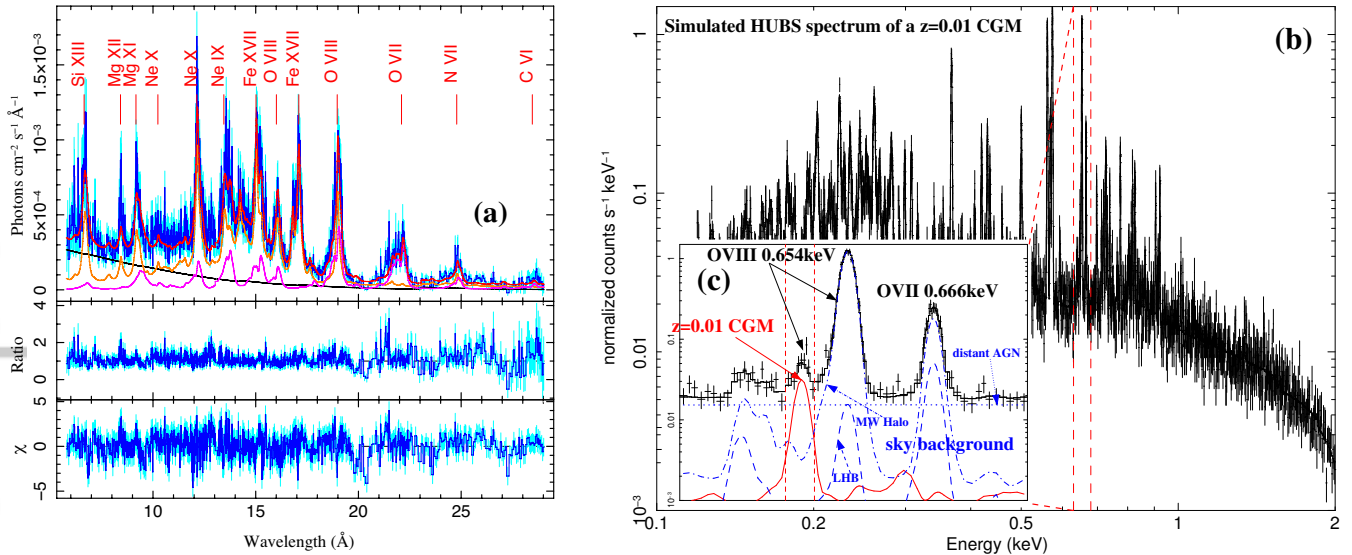 Photons cm⁻² s⁻¹ Å⁻¹
1.5×10⁻³
10⁻³
5×10⁻⁴
0
Si XIII
Mg XII
Mg XI
Ne X
Ne X
Ne IX
Fe XVII
O VIII
Fe XVII
O VIII
O VII
N VII
C VI
(a)
Ratio
4
2
0
χ
5
0
−5
10 15 20 25
Wavelength (Å)
Simulated HUBS spectrum of a z=0.01 CGM
(b)
normalized counts s⁻¹ keV⁻¹
1
0.1
0.01
10⁻³
OVIII 0.654keV
(c)
OVII 0.666keV
z=0.01 CGM
distant AGN
MW Halo
sky background
LHB
0.1
0.01
0.1 0.2 0.5 1 2
Energy (keV)